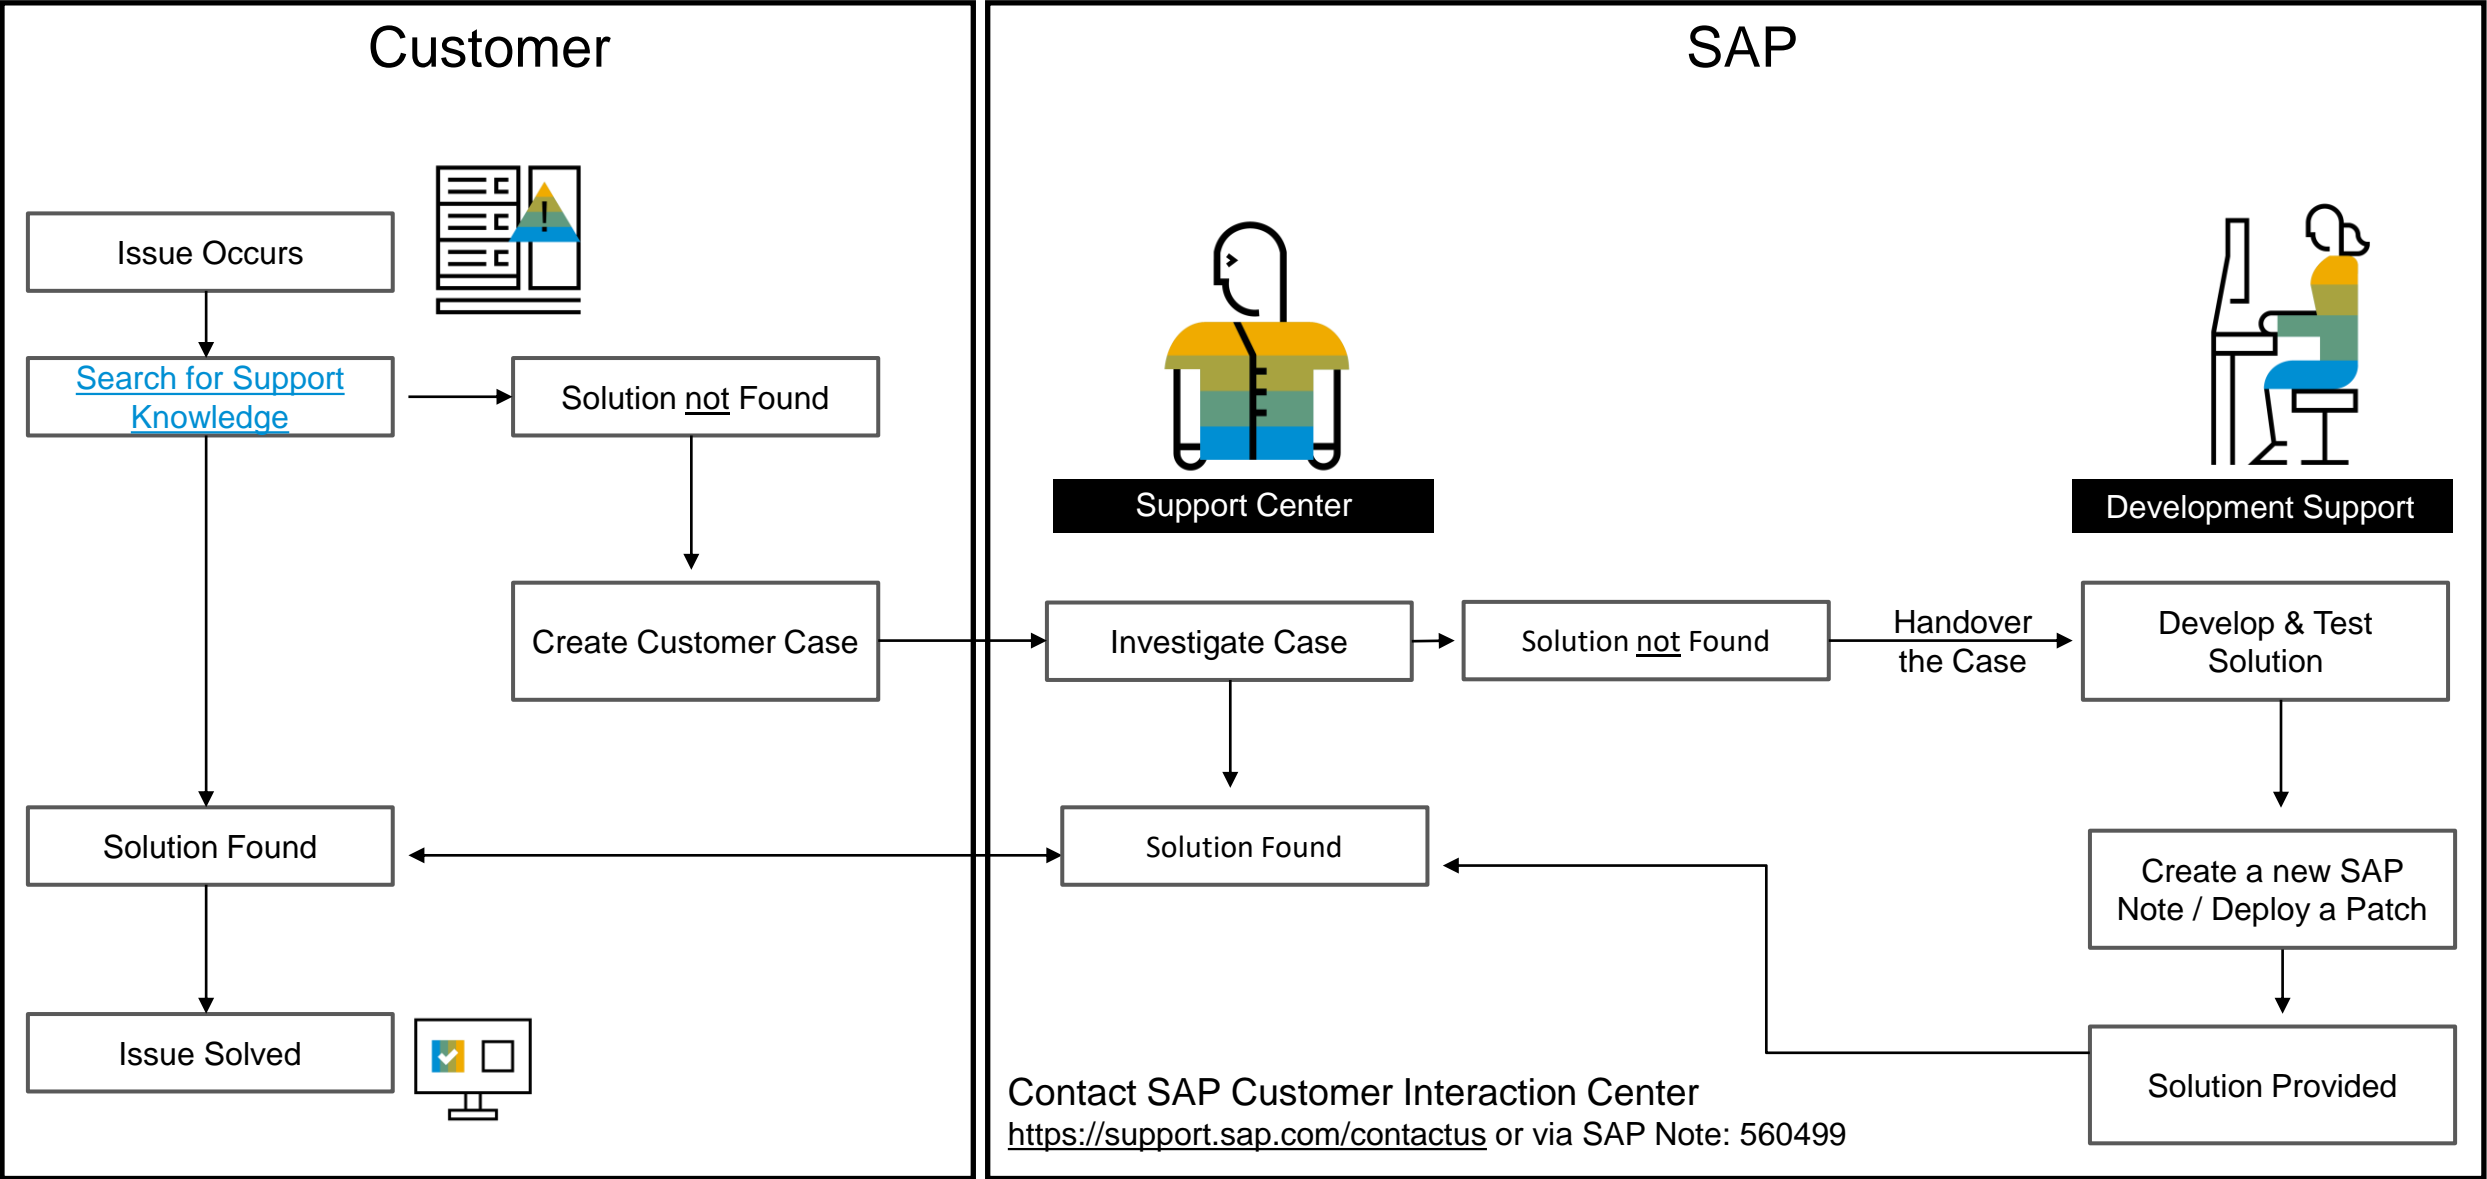 Customer
SAP
Issue Occurs
!
Search for Support
Knowledge
Solution not Found
Support Center
Development Support
Create Customer Case
Investigate Case
Solution not Found
Handover
the Case
Develop & Test
Solution
Solution Found
Solution Found
Create a new SAP
Note / Deploy a Patch
Issue Solved
Solution Provided
Contact SAP Customer Interaction Center
https://support.sap.com/contactus or via SAP Note: 560499